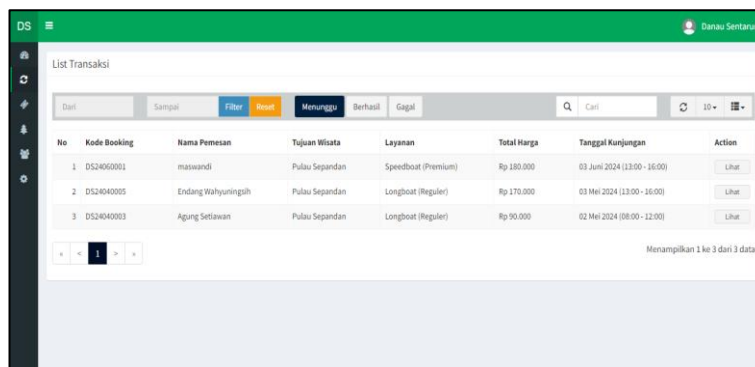 DS Danau Sentaru
List Transaksi
Dari Sampai Filter Reset Menunggu Berhasil Gagal Cari 10
No Kode Booking Nama Pemesan Tujuan Wisata Layanan Total Harga Tanggal Kunjungan Action
1 DS24060001 maswandi Pulau Sepandan Speedboat (Premium) Rp 180.000 03 Juni 2024 (13:00 - 16:00) Lihat
2 DS24040005 Endang Wahyuningsih Pulau Sepandan Longboat (Reguler) Rp 170.000 03 Mei 2024 (13:00 - 16:00) Lihat
3 DS24040003 Agung Setiawan Pulau Sepandan Longboat (Reguler) Rp 90.000 02 Mei 2024 (08:00 - 12:00) Lihat
« < 1 > » Menampilkan 1 ke 3 dari 3 data